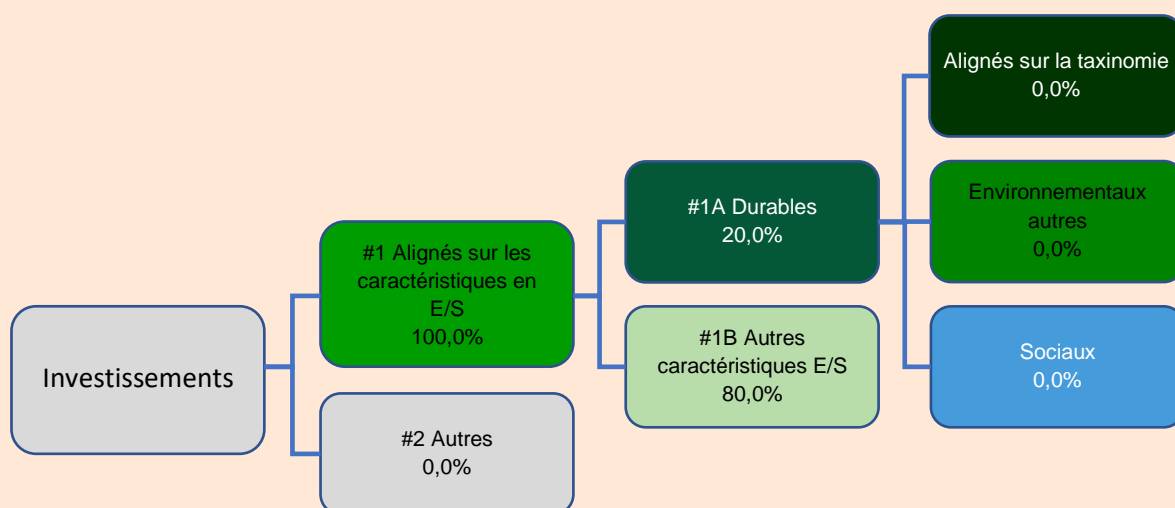 Investissements
#1 Alignés sur les
caractéristiques en
E/S
100,0%
#2 Autres
0,0%
#1A Durables
20,0%
#1B Autres
caractéristiques E/S
80,0%
Alignés sur la taxinomie
0,0%
Environnementaux
autres
0,0%
Sociaux
0,0%